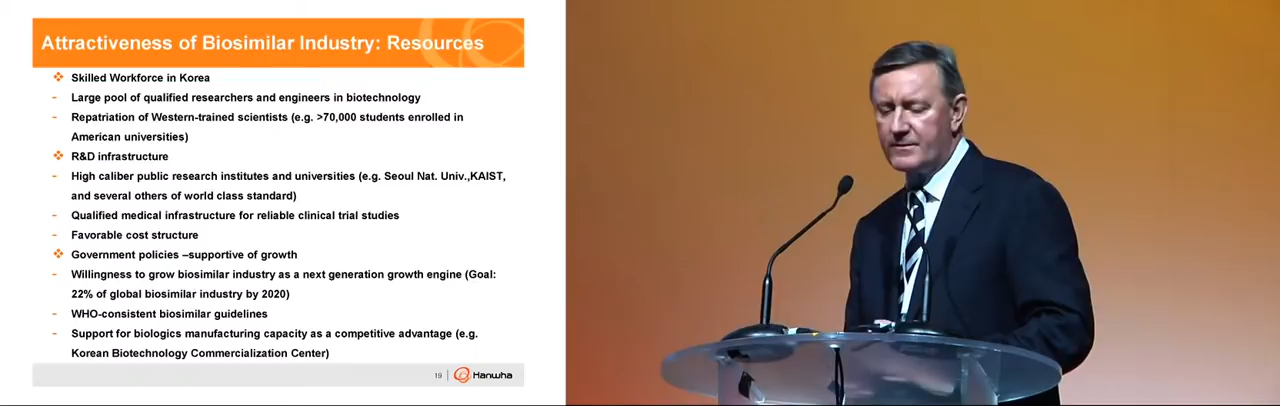 Attractiveness of Biosimilar Industry: Resources
❖ Skilled Workforce in Korea
- Large pool of qualified researchers and engineers in biotechnology
- Repatriation of Western-trained scientists (e.g. >70,000 students enrolled in
American universities)
❖ R&D infrastructure
- High caliber public research institutes and universities (e.g. Seoul Nat. Univ.,KAIST,
and several others of world class standard)
- Qualified medical infrastructure for reliable clinical trial studies
- Favorable cost structure
❖ Government policies –supportive of growth
- Willingness to grow biosimilar industry as a next generation growth engine (Goal:
22% of global biosimilar industry by 2020)
- WHO-consistent biosimilar guidelines
- Support for biologics manufacturing capacity as a competitive advantage (e.g.
Korean Biotechnology Commercialization Center)
19 | Hanwha